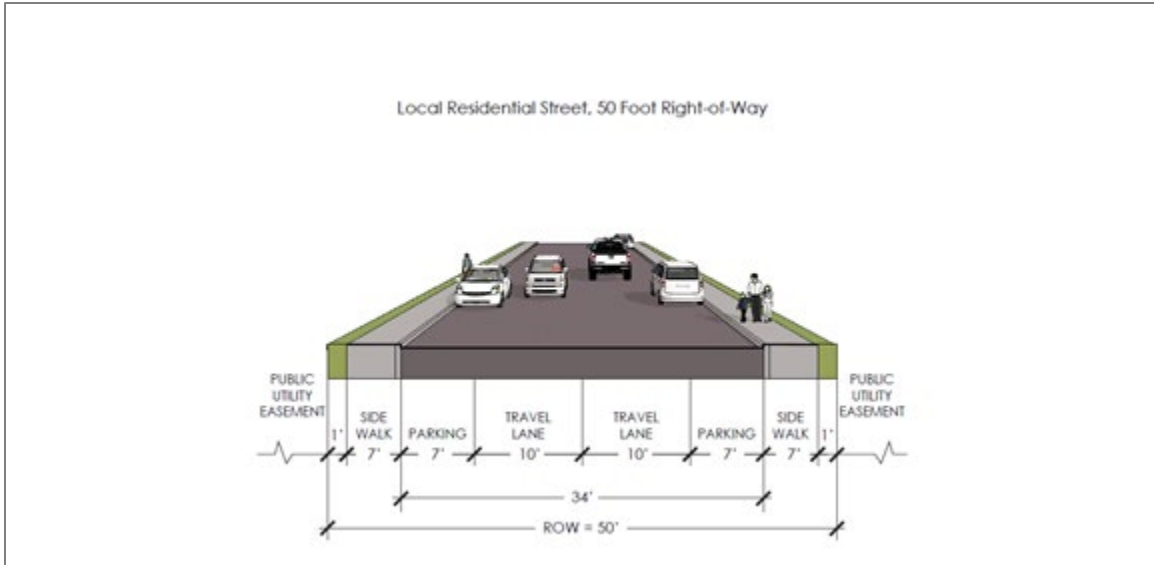 Local Residential Street, 50 Foot Right-of-Way
PUBLIC
UTILITY
EASEMENT
1'
SIDE
WALK
7'
PARKING
7'
TRAVEL
LANE
10'
TRAVEL
LANE
10'
PARKING
7'
SIDE
WALK
7'
1'
PUBLIC
UTILITY
EASEMENT
34'
ROW = 50'